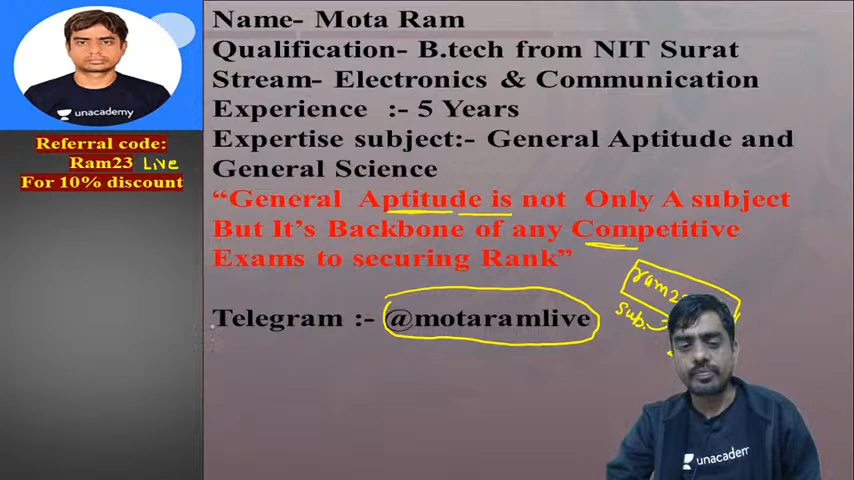 Name- Mota Ram
Qualification- B.tech from NIT Surat
Stream- Electronics & Communication
Experience :- 5 Years
Expertise subject:- General Aptitude and
General Science
“General Aptitude is not Only A subject
But It’s Backbone of any Competitive
Exams to securing Rank”
Telegram :- @motaramlive
unacademy
Referral code:
Ram23 Live
For 10% discount
sub.
unacadem